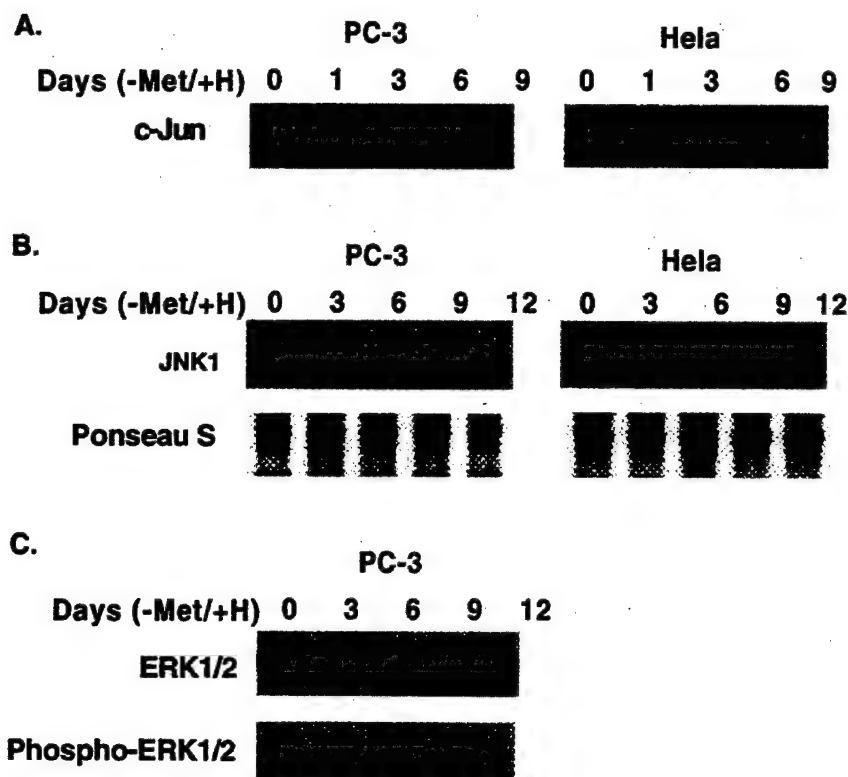 A.
PC-3 Hela
Days (-Met/+H) 0 1 3 6 9 0 1 3 6 9
c-Jun
B.
PC-3 Hela
Days (-Met/+H) 0 3 6 9 12 0 3 6 9 12
JNK1
Ponseau S
C.
PC-3
Days (-Met/+H) 0 3 6 9 12
ERK1/2
Phospho-ERK1/2